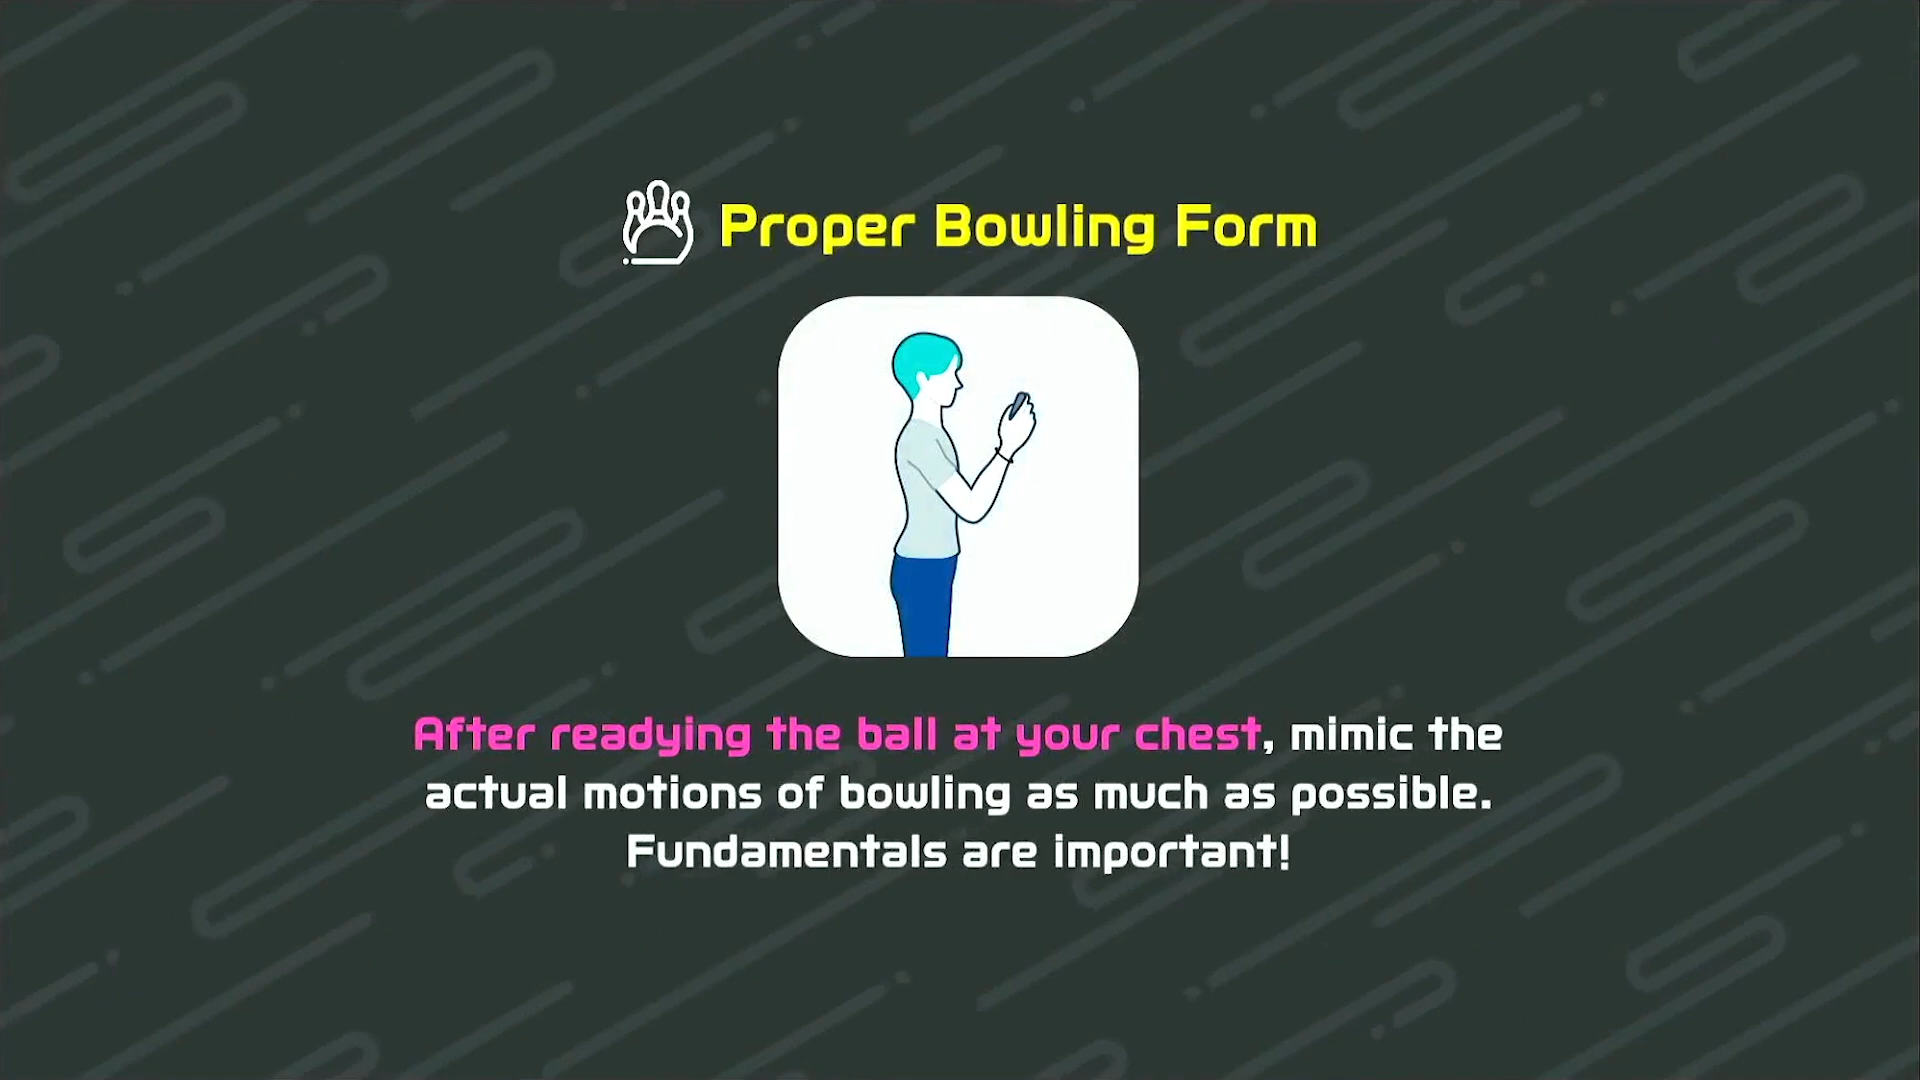 Proper Bowling Form
After readying the ball at your chest, mimic the
actual motions of bowling as much as possible.
Fundamentals are important!